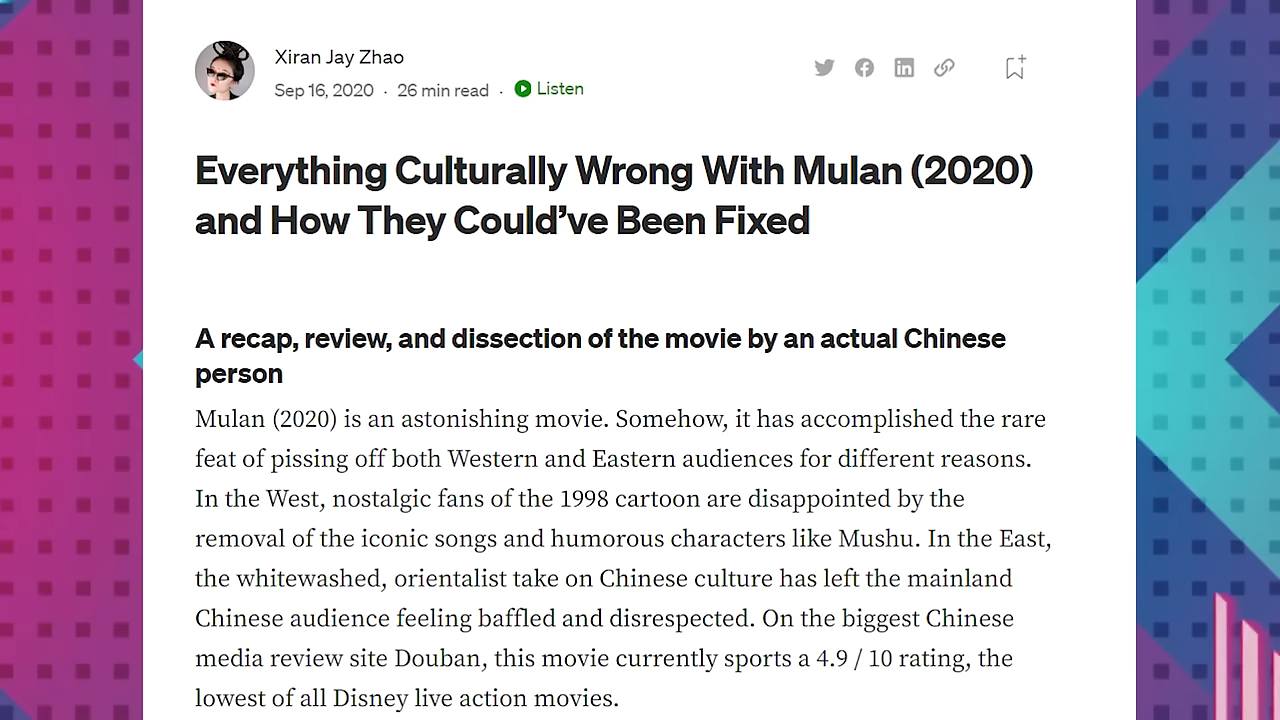 Xiran Jay Zhao
Sep 16, 2020 · 26 min read · Listen
Everything Culturally Wrong With Mulan (2020)
and How They Could’ve Been Fixed
A recap, review, and dissection of the movie by an actual Chinese
person
Mulan (2020) is an astonishing movie. Somehow, it has accomplished the rare
feat of pissing off both Western and Eastern audiences for different reasons.
In the West, nostalgic fans of the 1998 cartoon are disappointed by the
removal of the iconic songs and humorous characters like Mushu. In the East,
the whitewashed, orientalist take on Chinese culture has left the mainland
Chinese audience feeling baffled and disrespected. On the biggest Chinese
media review site Douban, this movie currently sports a 4.9 / 10 rating, the
lowest of all Disney live action movies.